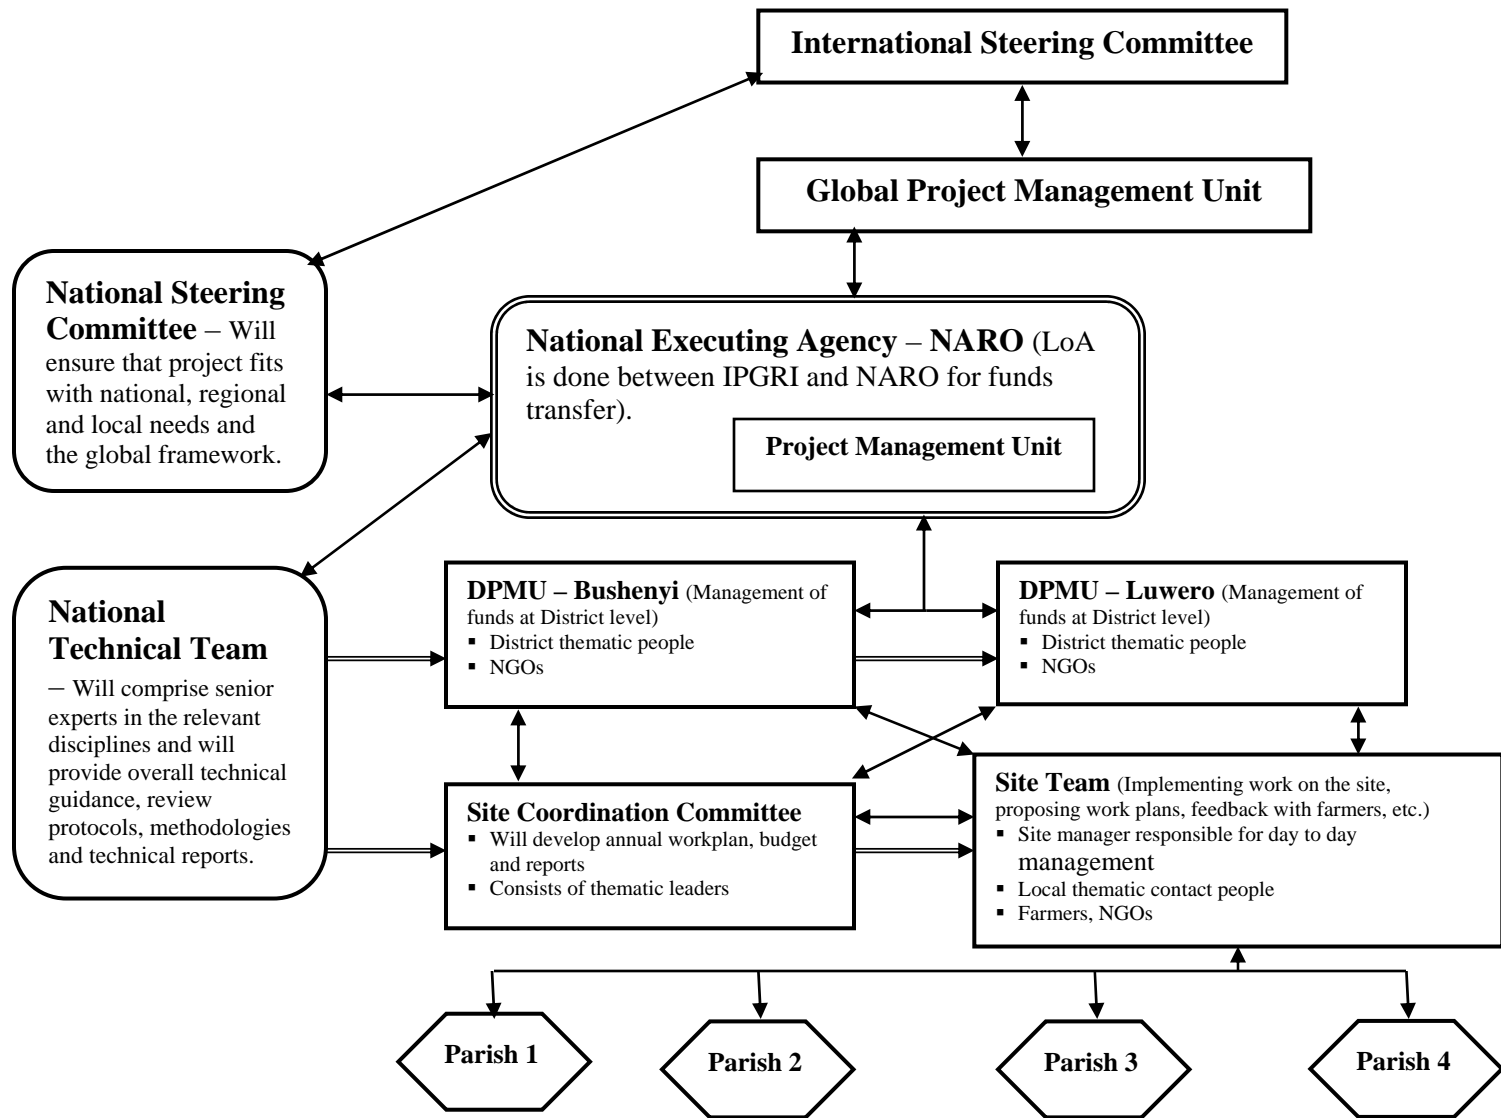 International Steering Committee
Global Project Management Unit
National Steering
Committee – Will
ensure that project fits
with national, regional
and local needs and
the global framework.
National Executing Agency – NARO (LoA
is done between IPGRI and NARO for funds
transfer).
Project Management Unit
National
Technical Team
– Will comprise senior
experts in the relevant
disciplines and will
provide overall technical
guidance, review
protocols, methodologies
and technical reports.
DPMU – Bushenyi (Management of
funds at District level)
▪ District thematic people
▪ NGOs
DPMU – Luwero (Management of
funds at District level)
▪ District thematic people
▪ NGOs
Site Coordination Committee
▪ Will develop annual workplan, budget
and reports
▪ Consists of thematic leaders
Site Team (Implementing work on the site,
proposing work plans, feedback with farmers, etc.)
▪ Site manager responsible for day to day
management
▪ Local thematic contact people
▪ Farmers, NGOs
Parish 1
Parish 2
Parish 3
Parish 4